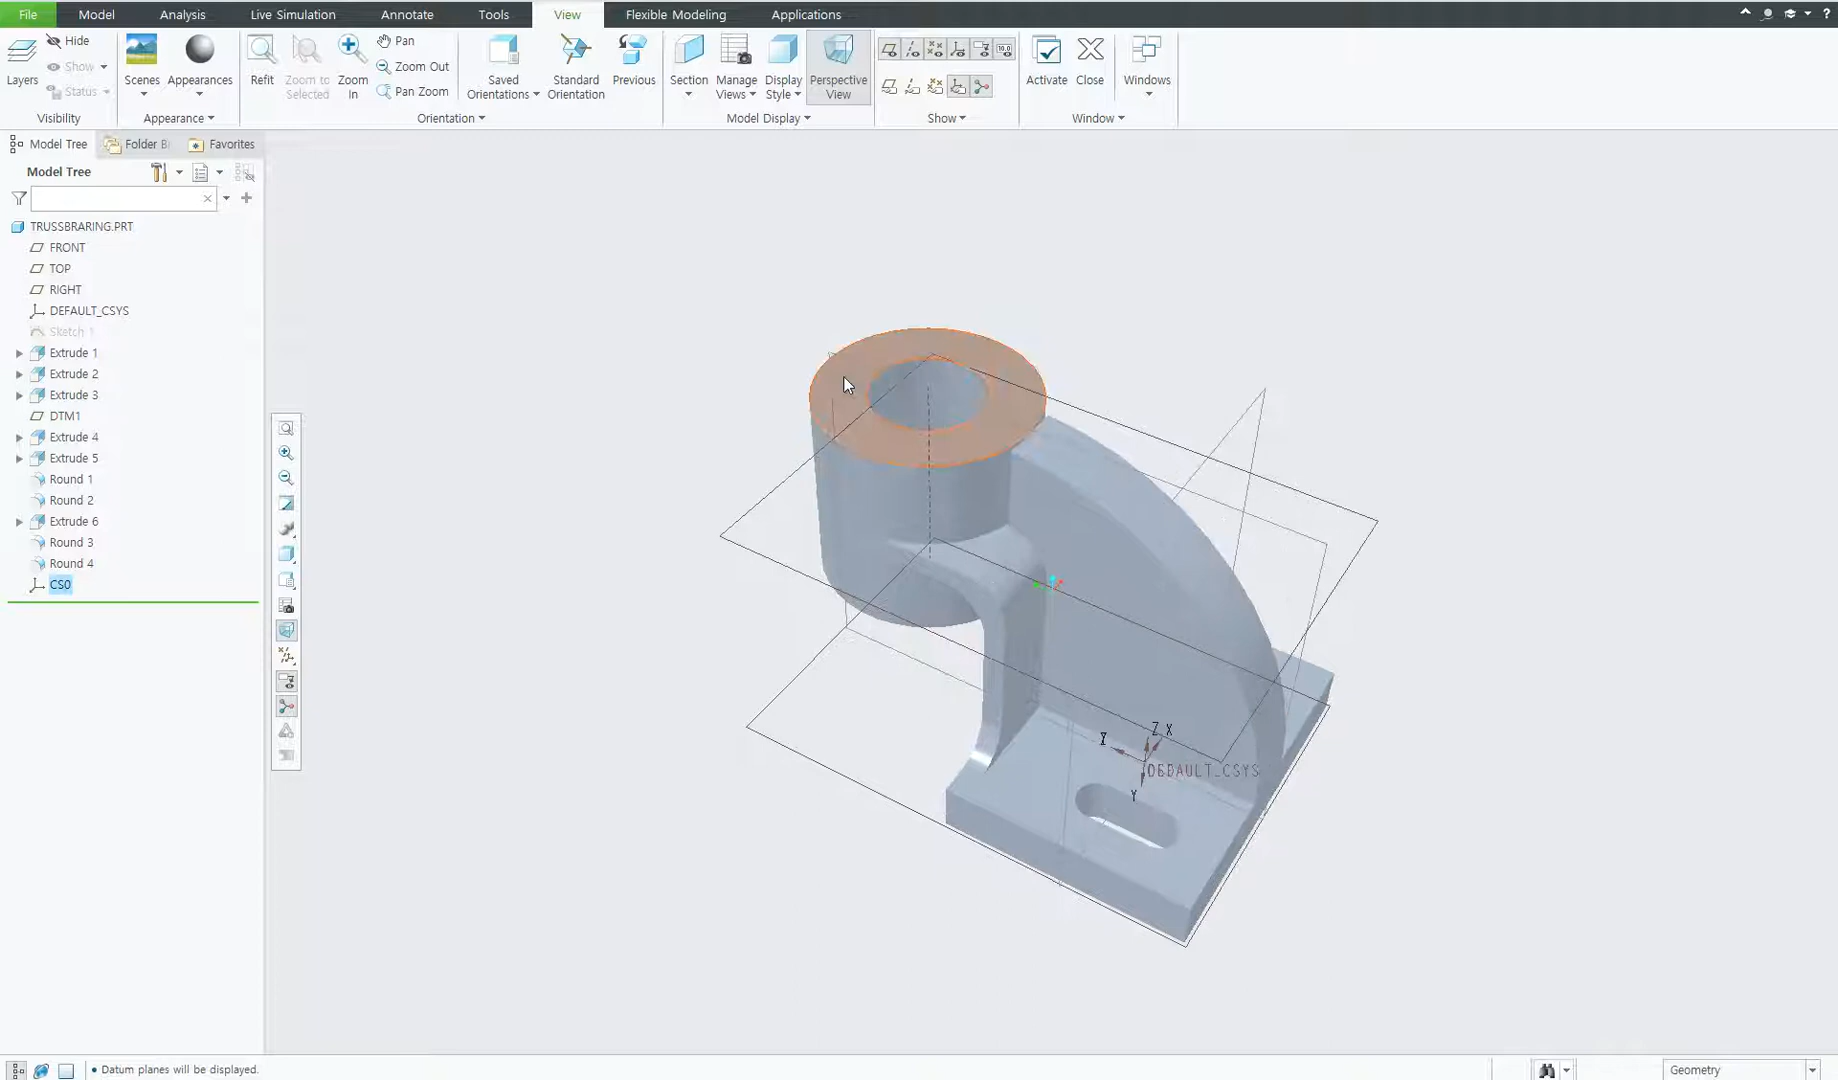 File
Model
Analysis
Live Simulation
Annotate
Tools
View
Flexible Modeling
Applications
?
Layers
Hide
Show
Status
Visibility
Scenes
Appearances
Appearance
Refit
Zoom to
Selected
Zoom
In
Pan
Zoom Out
Pan Zoom
Saved
Orientations
Standard
Orientation
Previous
Orientation
Section
Manage
Views
Display
Style
Perspective
View
Model Display
10.0
Show
Activate
Close
Windows
Window
Model Tree
Folder B
Favorites
Model Tree
TRUSSBRARING.PRT
FRONT
TOP
RIGHT
DEFAULT_CSYS
Sketch 1
Extrude 1
Extrude 2
Extrude 3
DTM1
Extrude 4
Extrude 5
Round 1
Round 2
Extrude 6
Round 3
Round 4
CS0
Z X
Y
• Datum planes will be displayed.
Geometry